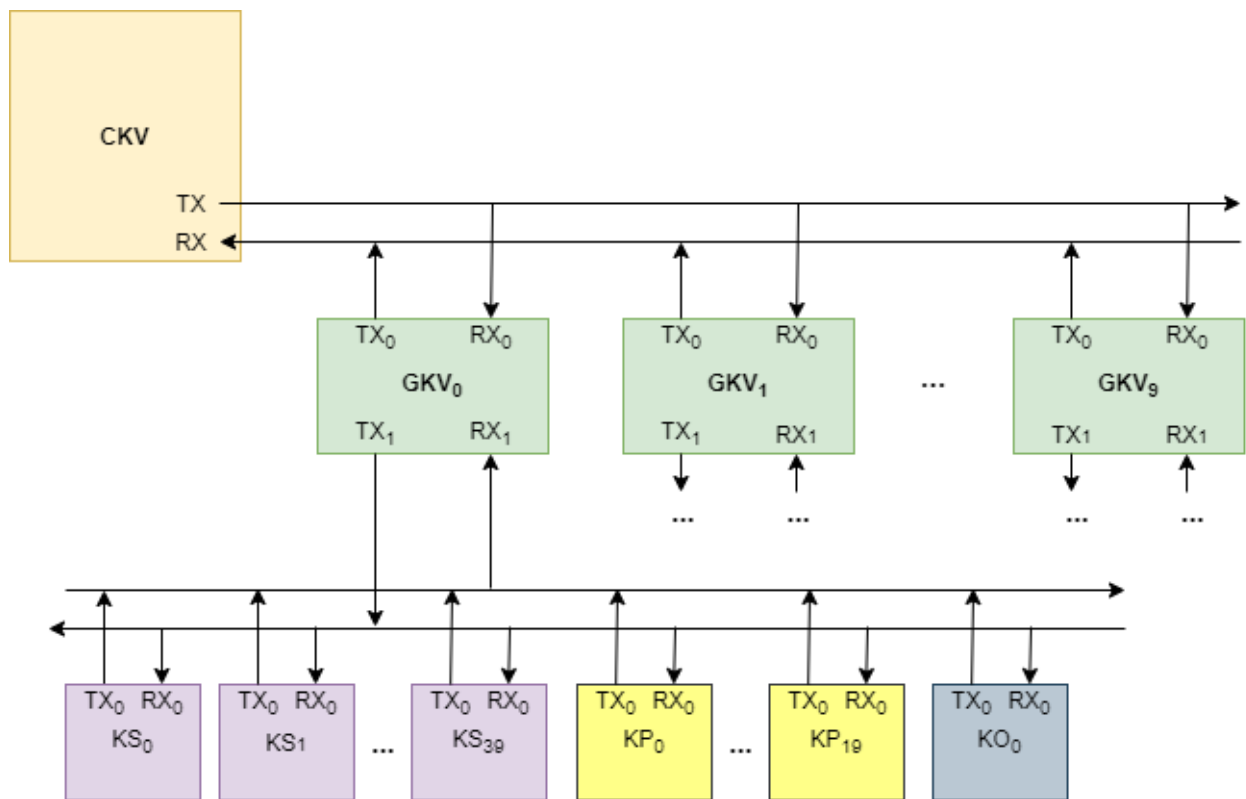 CKV
TX
RX
TX₀ RX₀ TX₀ RX₀ TX₀ RX₀
GKV₀ GKV₁ ... GKV₉
TX₁ RX₁ TX₁ RX1 TX1 RX1
... ... ... ...
TX₀ RX₀ TX₀ RX₀ TX₀ RX₀ TX₀ RX₀ TX₀ RX₀ TX₀ RX₀
KS₀ KS1 ... KS₃₉ KP₀ ... KP₁₉ KO₀